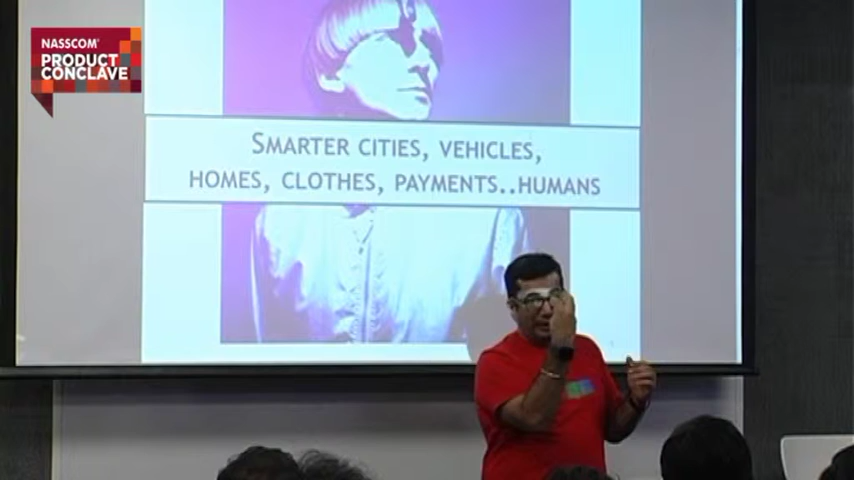 NASSCOM®
PRODUCT
CONCLAVE
SMARTER CITIES, VEHICLES,
HOMES, CLOTHES, PAYMENTS..HUMANS